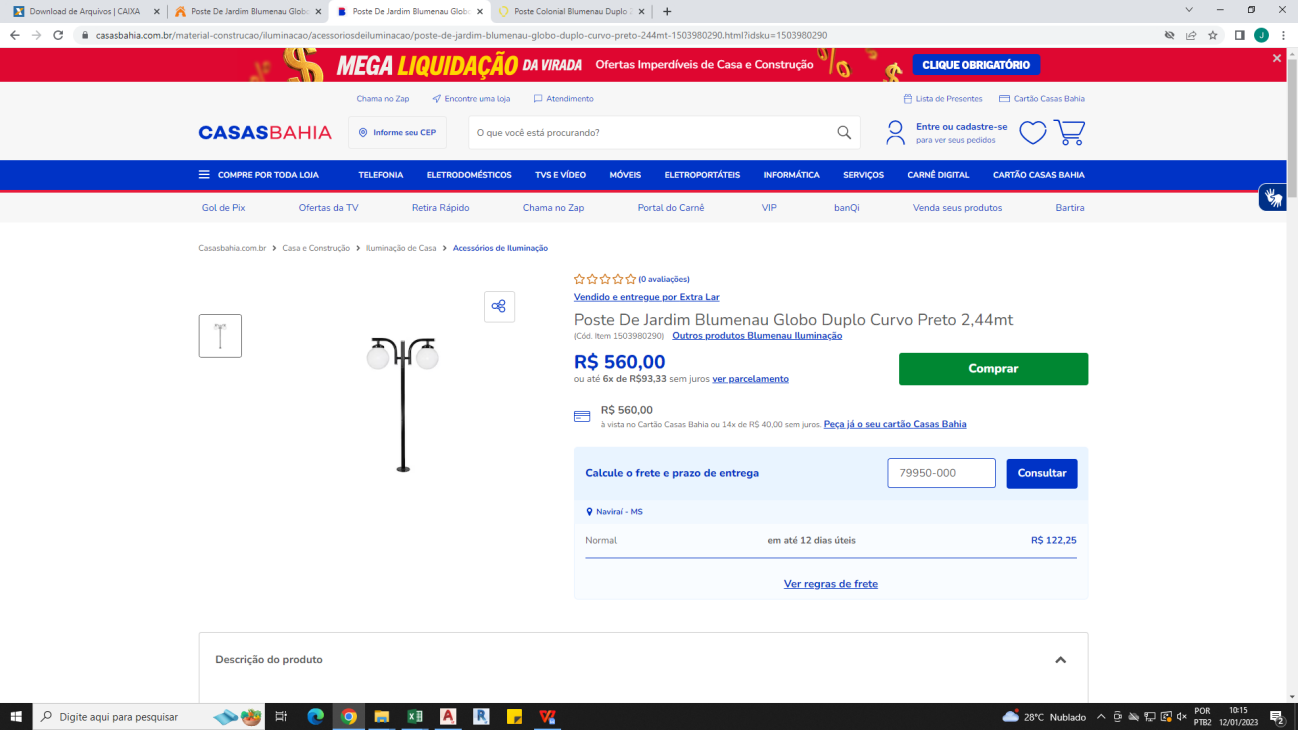 Download de Arquivos | CAIXA
Poste De Jardim Blumenau Globo
Poste De Jardim Blumenau Globo
Poste Colonial Blumenau Duplo 2
casasbahia.com.br/material-construcao/iluminacao/acessoriosdeiluminacao/poste-de-jardim-blumenau-globo-duplo-curvo-preto-244mt-1503980290.html?idsku=1503980290
J
MEGA LIQUIDAÇÃO DA VIRADA
Ofertas Imperdíveis de Casa e Construção
CLIQUE OBRIGATÓRIO
Chama no Zap
Encontre uma loja
Atendimento
Lista de Presentes
Cartão Casas Bahia
CASASBAHIA
Informe seu CEP
O que você está procurando?
Entre ou cadastre-se
para ver seus pedidos
COMPRE POR TODA LOJA
TELEFONIA
ELETRODOMÉSTICOS
TVS E VÍDEO
MÓVEIS
ELETROPORTÁTEIS
INFORMÁTICA
SERVIÇOS
CARNÊ DIGITAL
CARTÃO CASAS BAHIA
Gol de Pix
Ofertas da TV
Retira Rápido
Chama no Zap
Portal do Carnê
VIP
banQi
Venda seus produtos
Bartira
Casasbahia.com.br > Casa e Construção > Iluminação de Casa > Acessórios de Iluminação
(0 avaliações)
Vendido e entregue por Extra Lar
Poste De Jardim Blumenau Globo Duplo Curvo Preto 2,44mt
(Cód. Item 1503980290) Outros produtos Blumenau Iluminação
R$ 560,00
ou até 6x de R$93,33 sem juros ver parcelamento
Comprar
R$ 560,00
à vista no Cartão Casas Bahia ou 14x de R$ 40,00 sem juros. Peça já o seu cartão Casas Bahia
Calcule o frete e prazo de entrega
79950-000
Consultar
Naviraí - MS
Normal
em até 12 dias úteis
R$ 122,25
Ver regras de frete
Descrição do produto
Digite aqui para pesquisar
28°C Nublado
POR
PTB2
10:15
12/01/2023
2